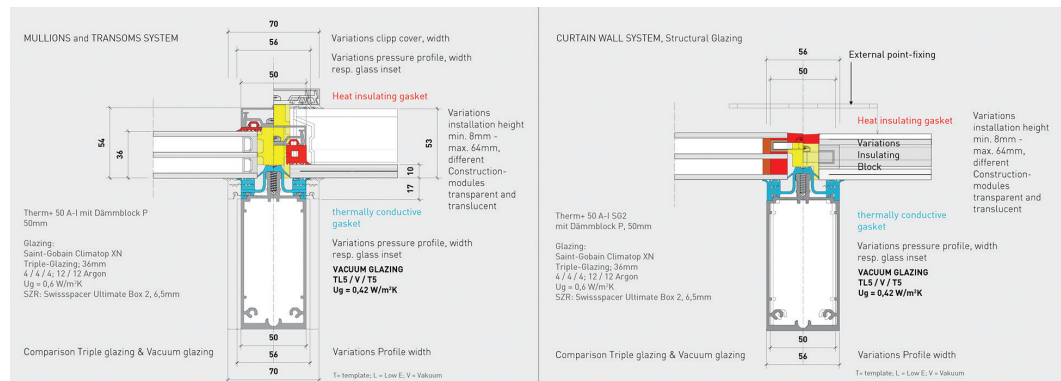 MULLIONS and TRANSOMS SYSTEM
70
56
50
Variations clipp cover, width
Variations pressure profile, width
resp. glass inset
Heat insulating gasket
54
36
53
10
17
Variations
installation height
min. 8mm -
max. 64mm,
different
Construction-
modules
transparent and
translucent
Therm+ 50 A-I mit Dämmblock P
50mm
Glazing:
Saint-Gobain Climatop XN
Triple-Glazing; 36mm
4 / 4 / 4; 12 / 12 Argon
Ug = 0,6 W/m²K
SZR: Swissspacer Ultimate Box 2, 6,5mm
thermally conductive
gasket
Variations pressure profile, width
resp. glass inset
VACUUM GLAZING
TL5 / V / T5
Ug = 0,42 W/m²K
50
56
70
Comparison Triple glazing & Vacuum glazing
Variations Profile width
T= template; L = Low E; V = Vakuum
CURTAIN WALL SYSTEM, Structural Glazing
56
50
External point-fixing
Heat insulating gasket
Variations
Insulating
Block
Variations
installation height
min. 8mm -
max. 64mm,
different
Construction-
modules
transparent and
translucent
Therm+ 50 A-I SG2
mit Dämmblock P, 50mm
Glazing:
Saint-Gobain Climatop XN
Triple-Glazing; 36mm
4 / 4 / 4; 12 / 12 Argon
Ug = 0,6 W/m²K
SZR: Swissspacer Ultimate Box 2, 6,5mm
thermally conductive
gasket
Variations pressure profile, width
resp. glass inset
VACUUM GLAZING
TL5 / V / T5
Ug = 0,42 W/m²K
50
56
Comparison Triple glazing & Vacuum glazing
Variations Profile width
T= template; L = Low E; V = Vakuum